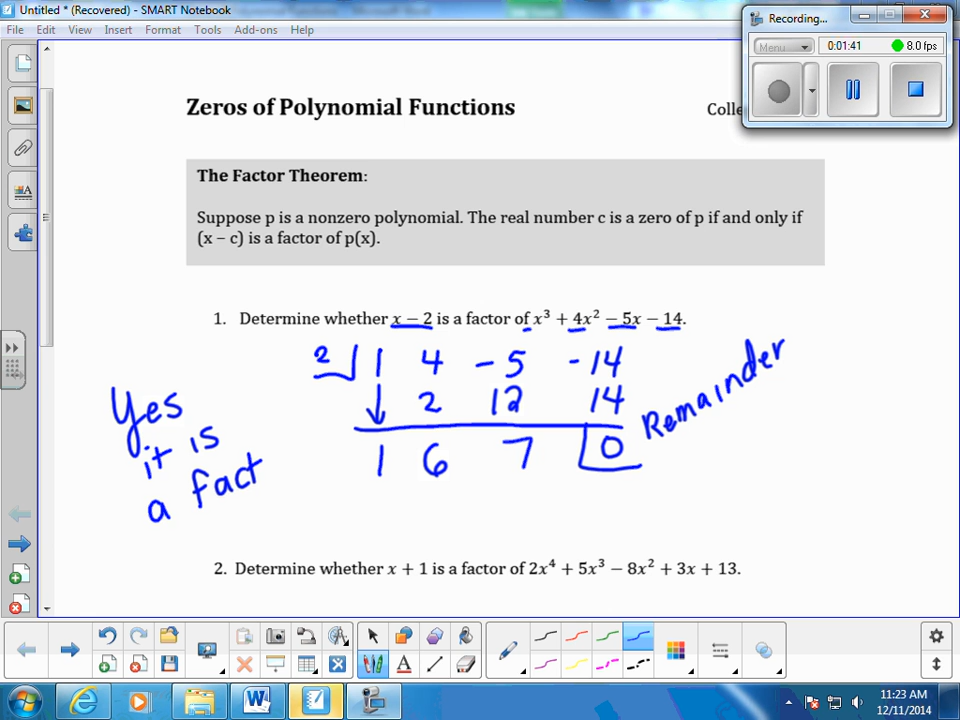 Untitled * (Recovered) - SMART Notebook
File Edit View Insert Format Tools Add-ons Help
Recording...
Menu 0:01:41 8.0 fps
Zeros of Polynomial Functions
Colle
The Factor Theorem:
Suppose p is a nonzero polynomial. The real number c is a zero of p if and only if
(x – c) is a factor of p(x).
1. Determine whether x − 2 is a factor of x³ + 4x² − 5x − 14.
2 1 4 - 5 - 14
2 12 14
1 6 7 0
Remainder
Yes
it is
a fact
2. Determine whether x + 1 is a factor of 2x⁴ + 5x³ − 8x² + 3x + 13.
11:23 AM
12/11/2014